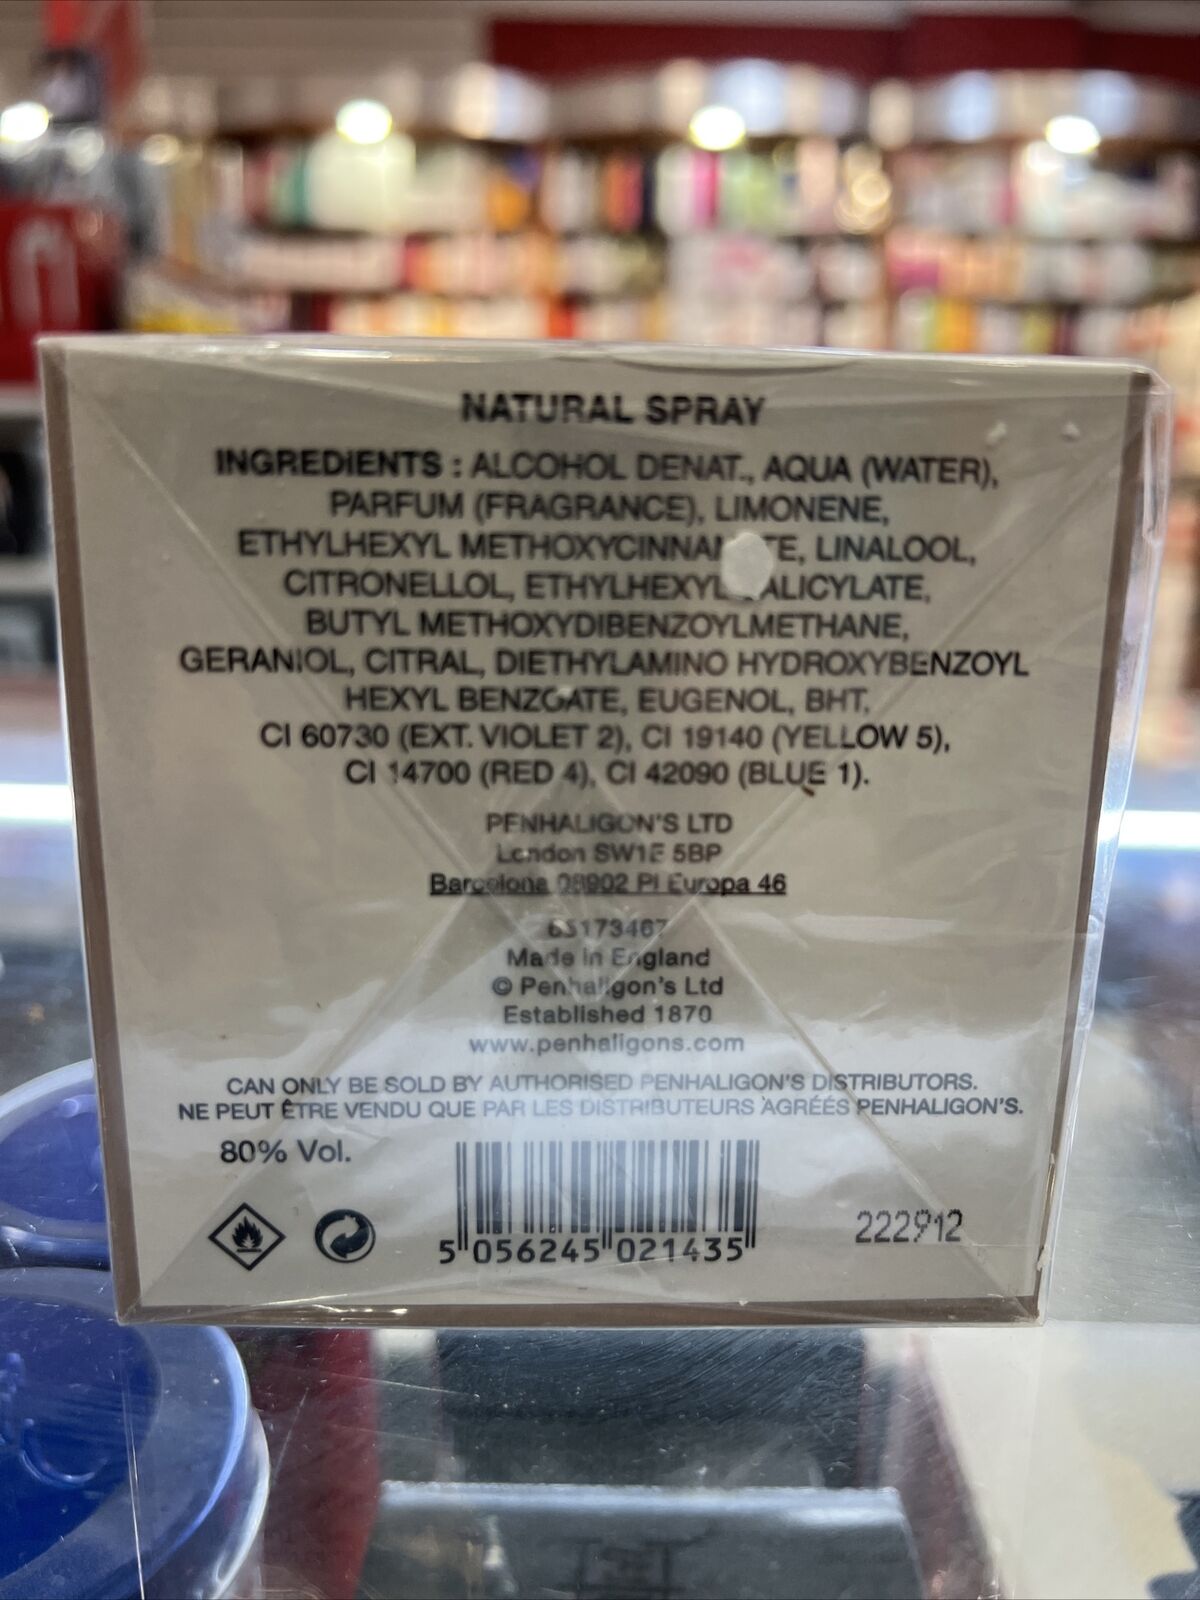 NATURAL SPRAY
INGREDIENTS : ALCOHOL DENAT., AQUA (WATER),
PARFUM (FRAGRANCE), LIMONENE,
ETHYLHEXYL METHOXYCINNAMATE, LINALOOL,
CITRONELLOL, ETHYLHEXYL SALICYLATE,
BUTYL METHOXYDIBENZOYLMETHANE,
GERANIOL, CITRAL, DIETHYLAMINO HYDROXYBENZOYL
HEXYL BENZOATE, EUGENOL, BHT,
CI 60730 (EXT. VIOLET 2), CI 19140 (YELLOW 5),
CI 14700 (RED 4), CI 42090 (BLUE 1).
PENHALIGON'S LTD
London SW1E 5BP
Barcelona 08902 Pl Europa 46
65173467
Made in England
© Penhaligon's Ltd
Established 1870
www.penhaligons.com
CAN ONLY BE SOLD BY AUTHORISED PENHALIGON'S DISTRIBUTORS.
NE PEUT ÊTRE VENDU QUE PAR LES DISTRIBUTEURS AGRÉÉS PENHALIGON'S.
80% Vol.
5 056245 021435
222912